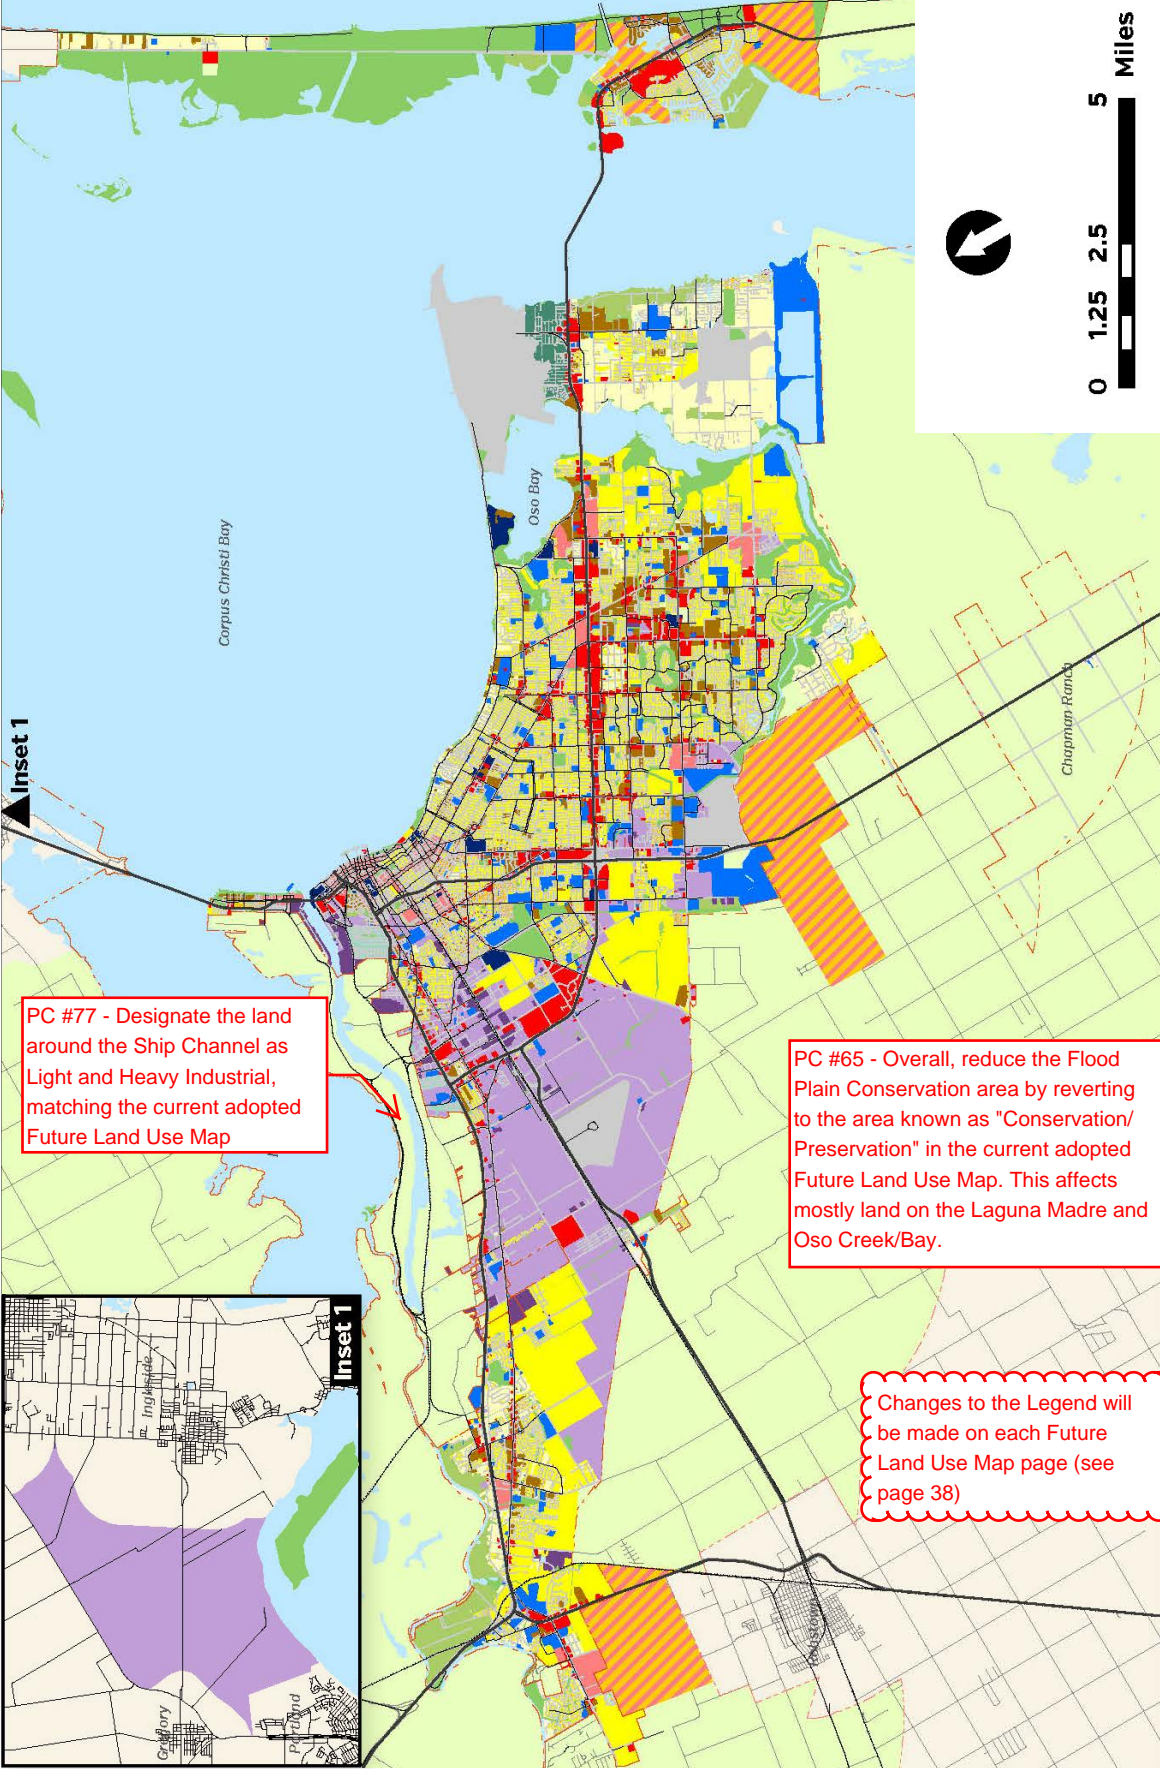 Miles
0 1.25 2.5 5
Corpus Christi Bay
Oso Bay
Inset 1
Chapman Ranch
PC #77 - Designate the land
around the Ship Channel as
Light and Heavy Industrial,
matching the current adopted
Future Land Use Map
PC #65 - Overall, reduce the Flood
Plain Conservation area by reverting
to the area known as "Conservation/
Preservation" in the current adopted
Future Land Use Map. This affects
mostly land on the Laguna Madre and
Oso Creek/Bay.
Changes to the Legend will
be made on each Future
Land Use Map page (see
page 38)
Inset 1
Ingleside
Gregory
Portland